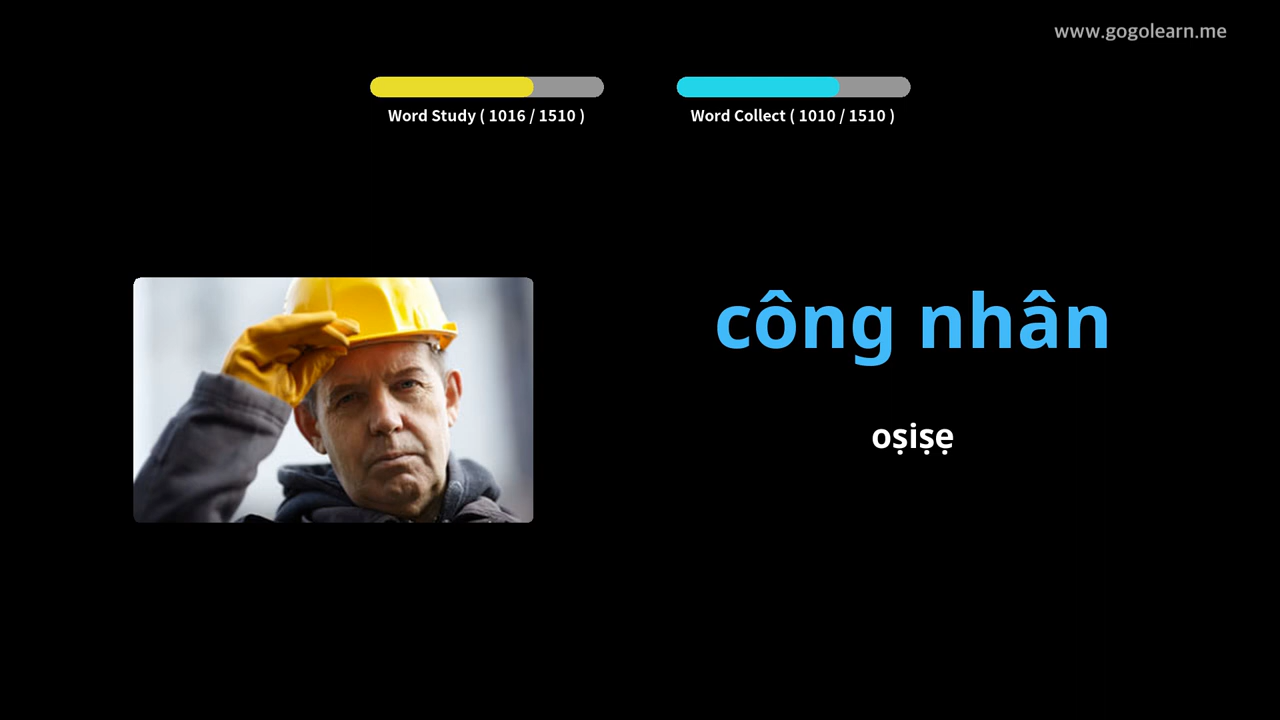 www.gogolearn.me
Word Study ( 1016 / 1510 )
Word Collect ( 1010 / 1510 )
công nhân
oṣiṣẹ